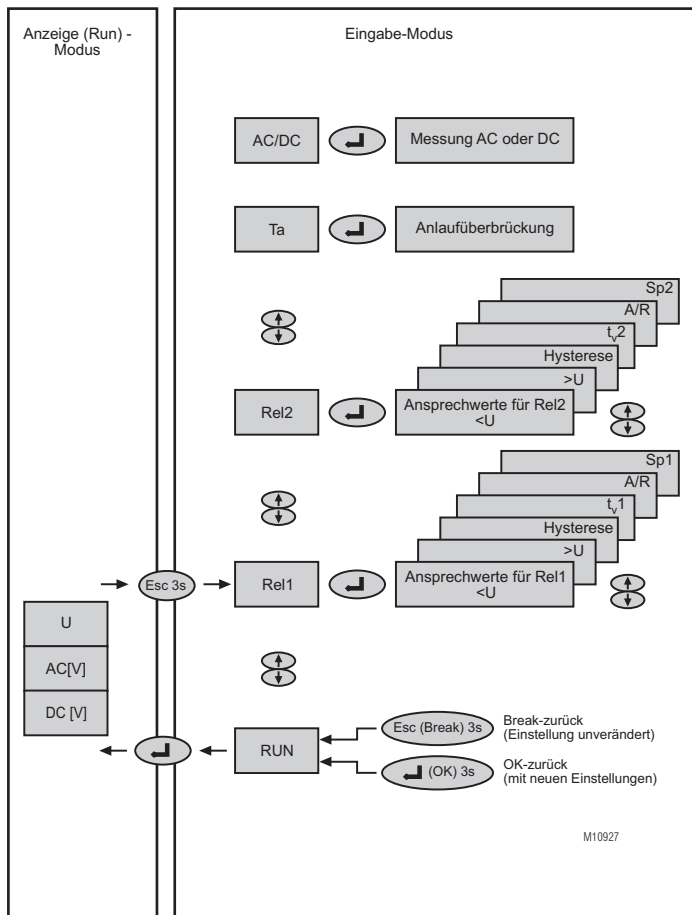 Anzeige (Run) -
Modus
Eingabe-Modus
AC/DC
Messung AC oder DC
Ta
Anlaufüberbrückung
Sp2
A/R
tv2
Hysterese
>U
Rel2
Ansprechwerte für Rel2
<U
Sp1
A/R
tv1
Hysterese
>U
Esc 3s
Rel1
Ansprechwerte für Rel1
<U
U
AC[V]
DC [V]
RUN
Esc (Break) 3s
Break-zurück
(Einstellung unverändert)
(OK) 3s
OK-zurück
(mit neuen Einstellungen)
M10927